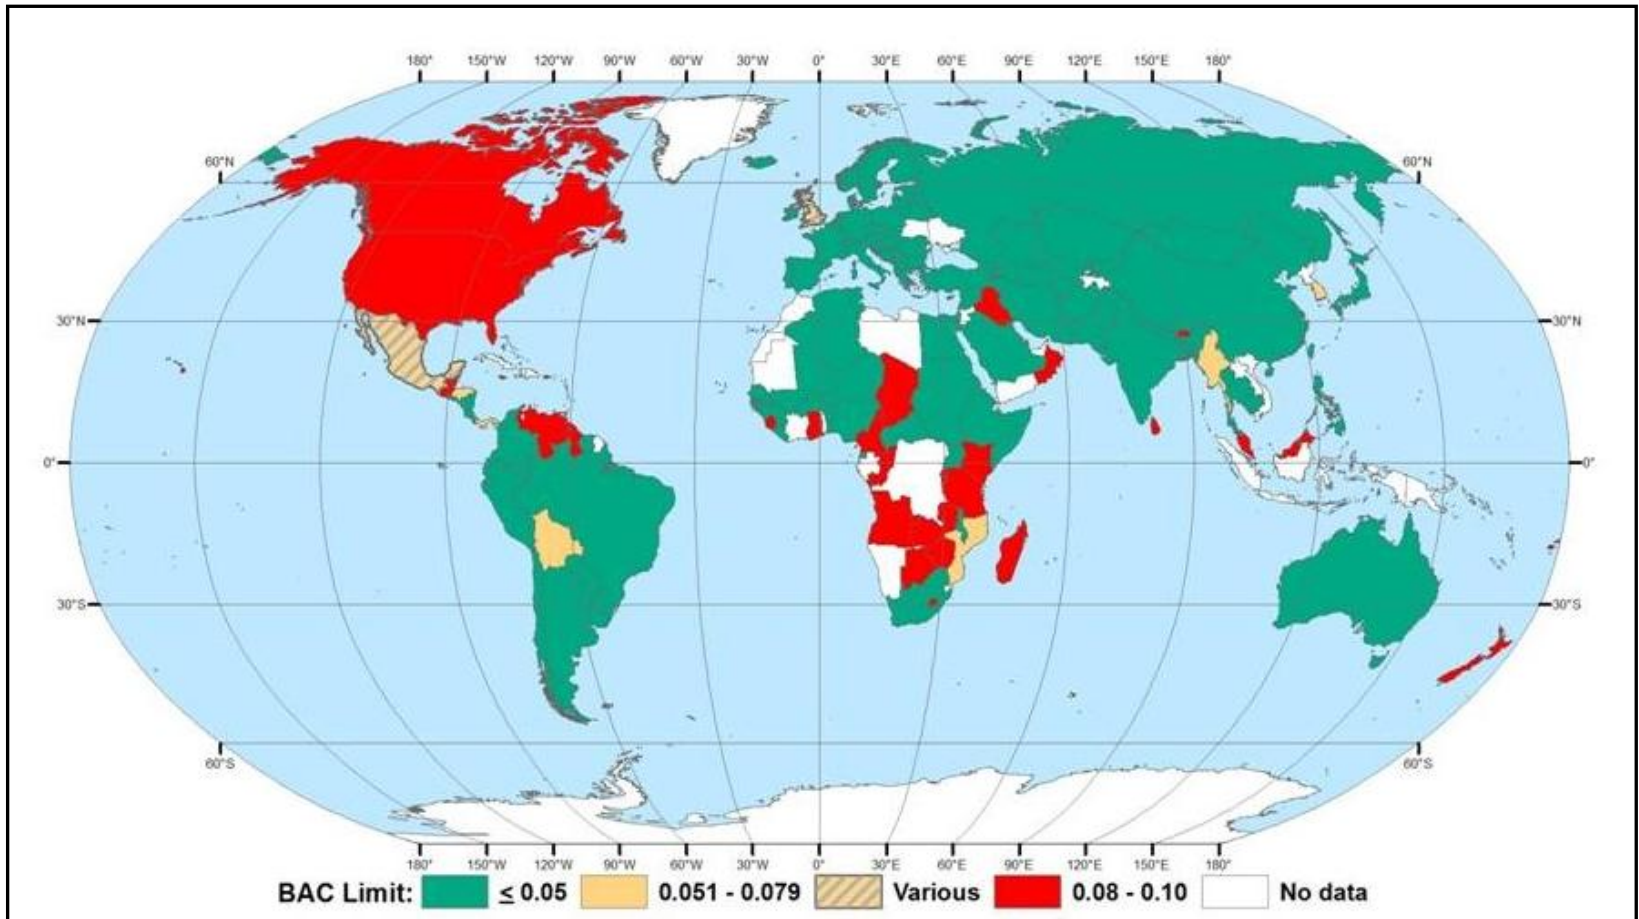 180° 150°W 120°W 90°W 60°W 30°W 0° 30°E 60°E 90°E 120°E 150°E 180°
60°N 60°N
30°N 30°N
0° 0°
30°S 30°S
60°S 60°S
180° 150°W 120°W 90°W 60°W 30°W 0° 30°E 60°E 90°E 120°E 150°E 180°
BAC Limit: ≤ 0.05 0.051 - 0.079 Various 0.08 - 0.10 No data